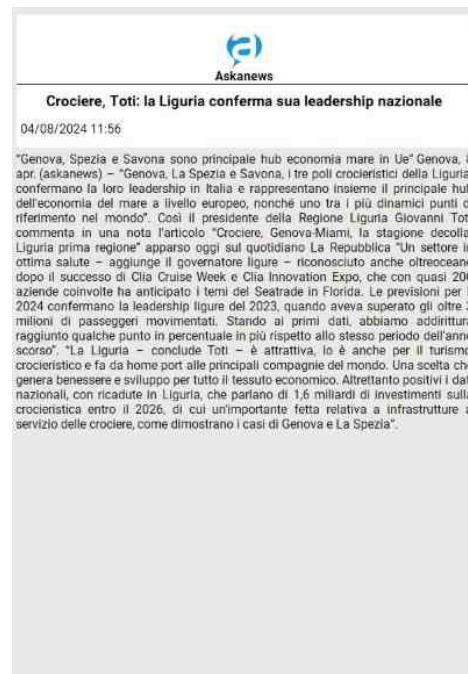 Askanews
Crociere, Toti: la Liguria conferma sua leadership nazionale
04/08/2024 11:56
"Genova, Spezia e Savona sono principale hub economia mare in Ue" Genova,
apr. (askanews) – "Genova, La Spezia e Savona, i tre poli crocieristici della Liguria
confermano la loro leadership in Italia e rappresentano insieme il principale
dell'economia del mare a livello europeo, nonché uno tra i più dinamici punti
riferimento nel mondo". Così il presidente della Regione Liguria Giovanni
commenta in una nota l'articolo "Crociere, Genova-Miami, la stagione decolla
Liguria prima regione" apparso oggi sul quotidiano La Repubblica "Un settore
ottima salute – aggiunge il governatore ligure – riconosciuto anche oltreoceano
dopo il successo di Clia Cruise Week e Clia Innovation Expo, che con quasi
aziende coinvolte ha anticipato i temi del Seatrade in Florida. Le previsioni per
2024 confermano la leadership ligure del 2023, quando aveva superato gli oltre
milioni di passeggeri movimentati. Stando ai primi dati, abbiamo
raggiunto qualche punto in percentuale in più rispetto allo stesso periodo dell'anno
scorso". "La Liguria – conclude Toti – è attrattiva, lo è anche per il turismo
crocieristico e fa da home port alle principali compagnie del mondo. Una scelta
genera benessere e sviluppo per tutto il tessuto economico. Altrettanto positivi i
nazionali, con ricadute in Liguria, che parlano di 1,6 miliardi di investimenti
crocieristica entro il 2026, di cui un'importante fetta relativa a infrastrutture
servizio delle crociere, come dimostrano i casi di Genova e La Spezia".